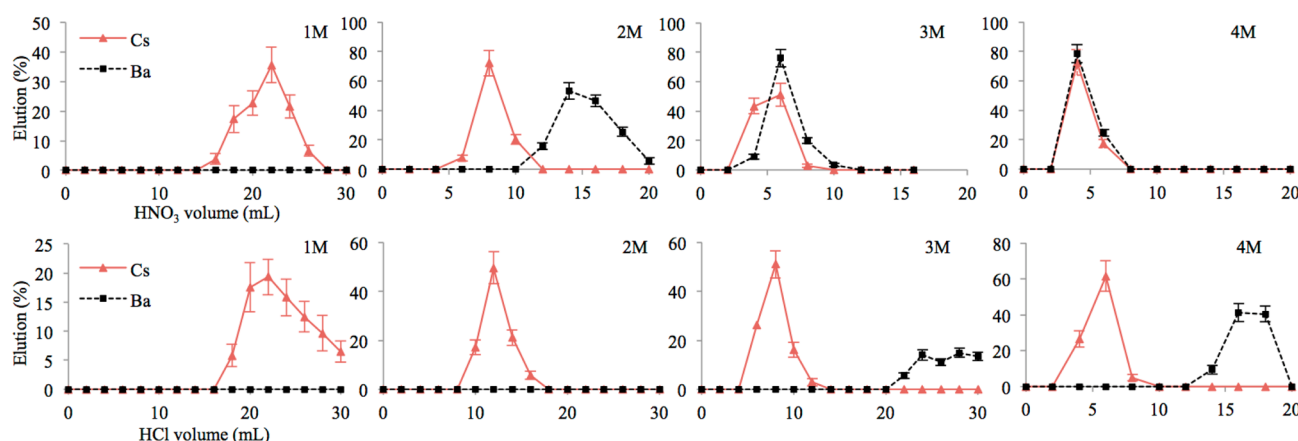 50 1M 100 2M 100 3M 100 4M
Cs
Ba
40 80 80 80
30 60 60 60
Elution (%)
20 40 40 40
10 20 20 20
0 0 0 0
0 10 20 30 0 5 10 15 20 0 5 10 15 20 0 5 10 15 20
HNO3 volume (mL)
25 1M 60 2M 60 3M 80 4M
Cs
Ba
20 60
40 40
15
Elution (%)
40
10
20 20
5 20
0 0 0 0
0 10 20 30 0 10 20 30 0 10 20 30 0 5 10 15 20
HCl volume (mL)